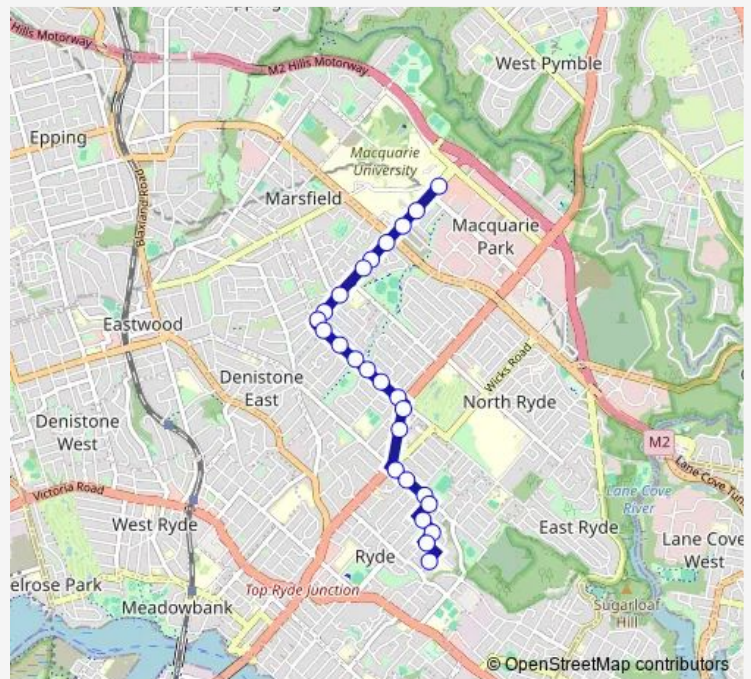 Hills Motorway
M2 Hills Motorway
West Pymble
Epping
Macquarie
University
Marsfield
Blaxland Road
Macquarie
Park
Eastwood
Denistone
East
Wicks Road
North Ryde
Denistone
West
M2
Lane Cove Tun
Victoria Road
Lane Cove
River
West Ryde
East Ryde
Lane Cove
West
Ryde
elrose Park
Top Ryde Junction
Meadowbank
Sugarloaf
Hill
© OpenStreetMap contributors